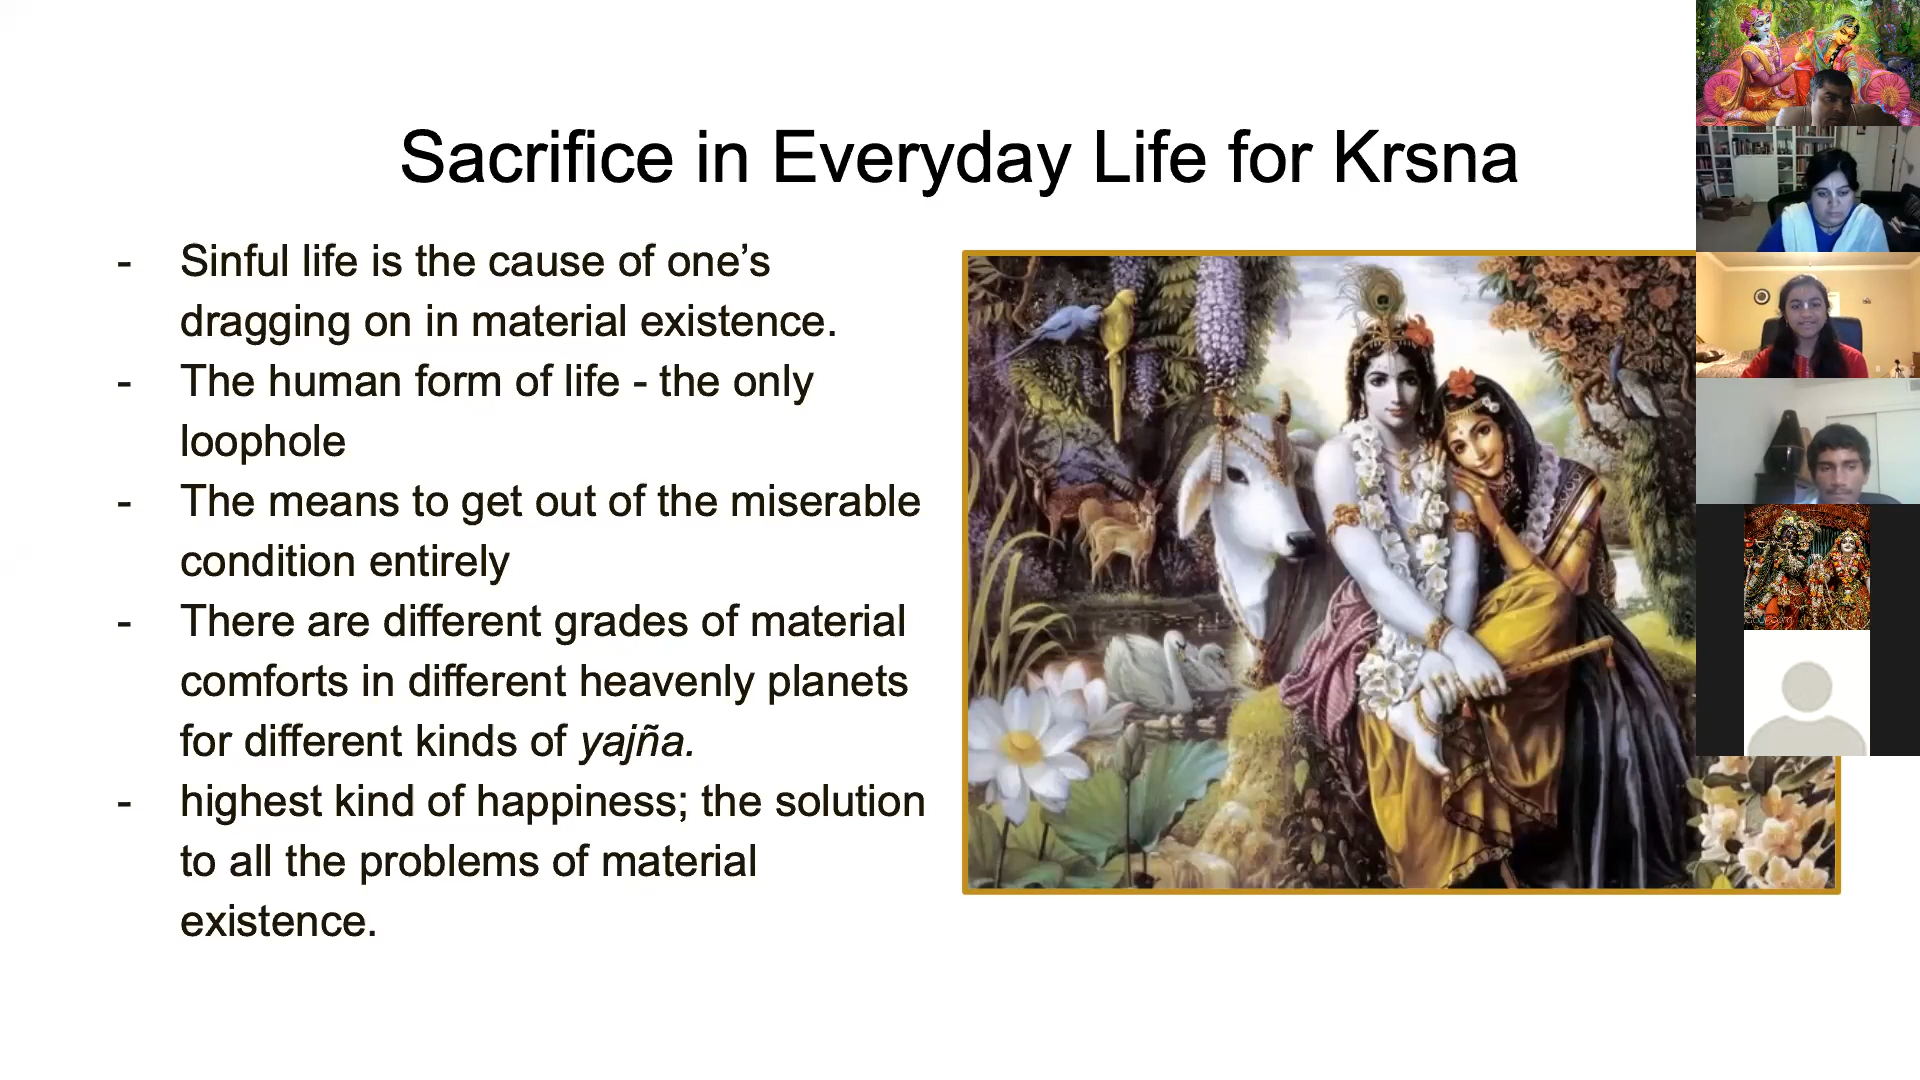 Sacrifice in Everyday Life for Krsna
- Sinful life is the cause of one’s
dragging on in material existence.
- The human form of life - the only
loophole
- The means to get out of the miserable
condition entirely
- There are different grades of material
comforts in different heavenly planets
for different kinds of yajña.
- highest kind of happiness; the solution
to all the problems of material
existence.